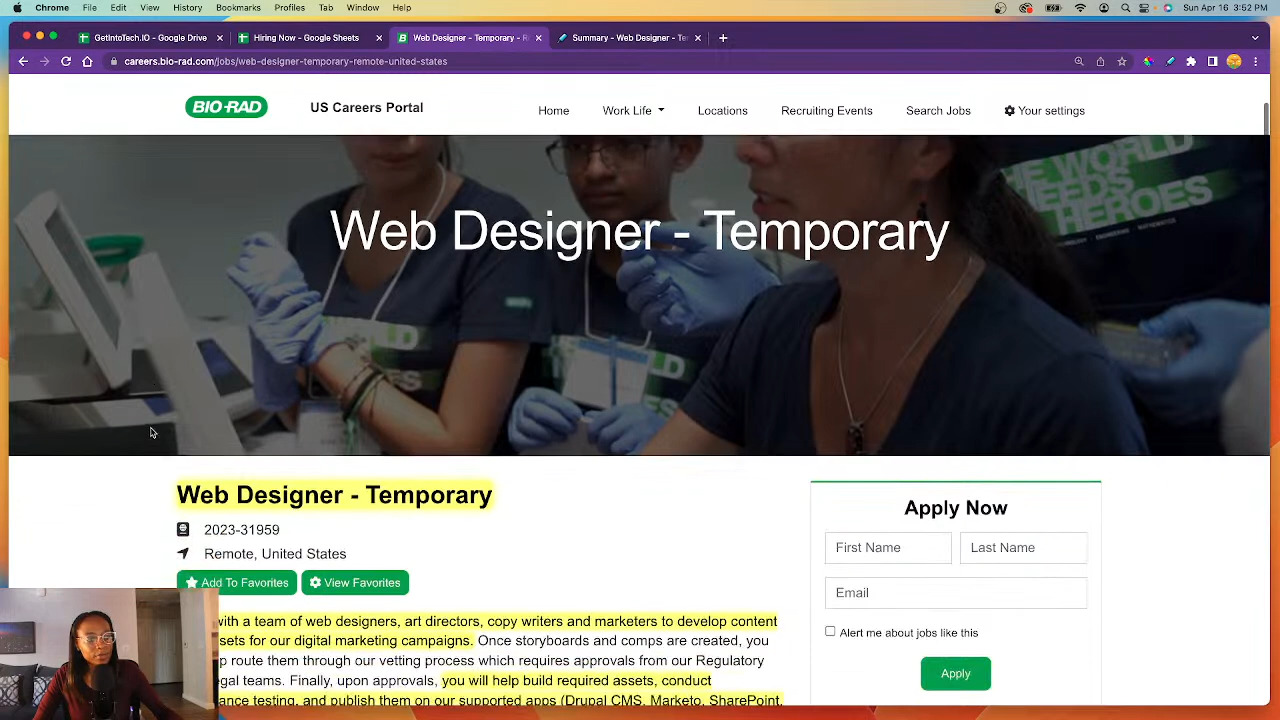 Chrome File Edit View History Bookmarks Profiles Tab Window Help Sun Apr 16 3:52 PM
GetIntoTech.IO - Google Drive Hiring Now - Google Sheets Web Designer - Temporary - R Summary - Web Designer - Te
careers.bio-rad.com/jobs/web-designer-temporary-remote-united-states
BIO-RAD US Careers Portal Home Work Life Locations Recruiting Events Search Jobs Your settings
THE WORLD
NEEDS
HEROES
Web Designer - Temporary
Web Designer - Temporary
2023-31959
Remote, United States
Add To Favorites View Favorites
with a team of web designers, art directors, copy writers and marketers to develop content
sets for our digital marketing campaigns. Once storyboards and comps are created, you
p route them through our vetting process which requires approvals from our Regulatory
egal teams. Finally, upon approvals, you will help build required assets, conduct
ance testing, and publish them on our supported apps (Drupal CMS, Marketo, SharePoint,
Apply Now
First Name Last Name
Email
Alert me about jobs like this
Apply